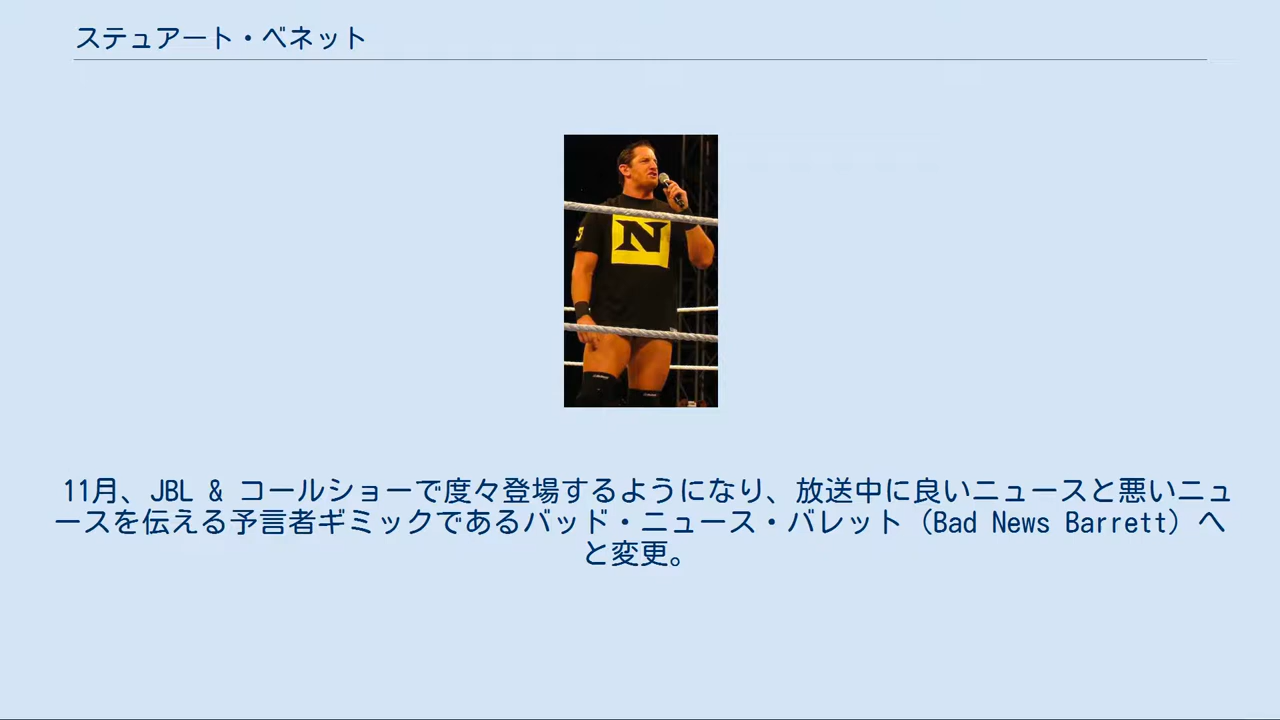 ステュアート・ベネット
N
11月、JBL & コールショーで度々登場するようになり、放送中に良いニュースと悪いニュ
ースを伝える予言者ギミックであるバッド・ニュース・バレット（Bad News Barrett）へ
と変更。